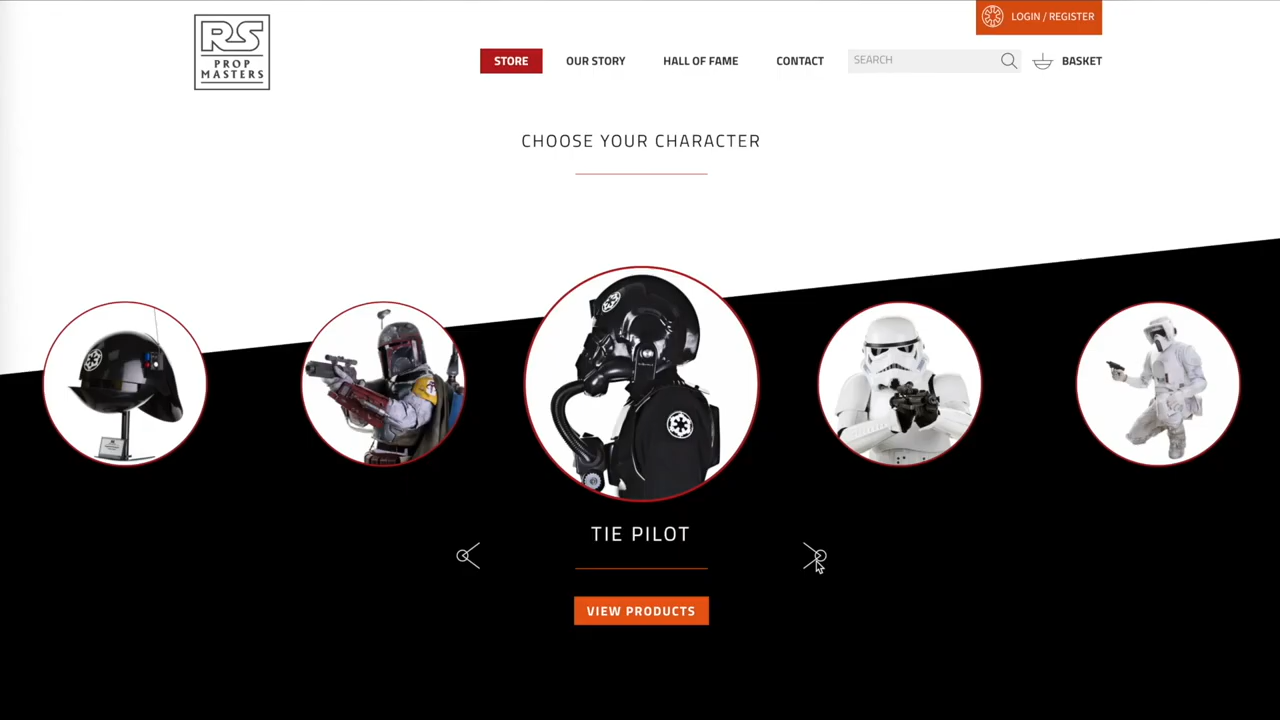 LOGIN / REGISTER
RS
PROP
MASTERS
STORE
OUR STORY
HALL OF FAME
CONTACT
SEARCH
BASKET
CHOOSE YOUR CHARACTER
TIE PILOT
VIEW PRODUCTS